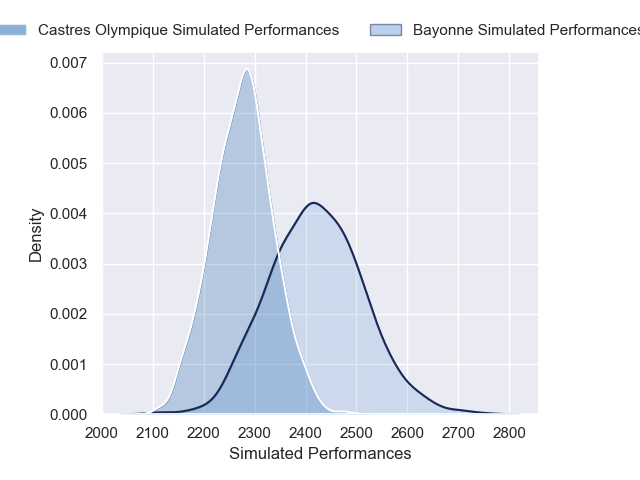 Castres Olympique Simulated Performances
Bayonne Simulated Performances
0.007
0.006
0.005
0.004
0.003
0.002
0.001
0.000
Density
2000 2100 2200 2300 2400 2500 2600 2700 2800
Simulated Performances